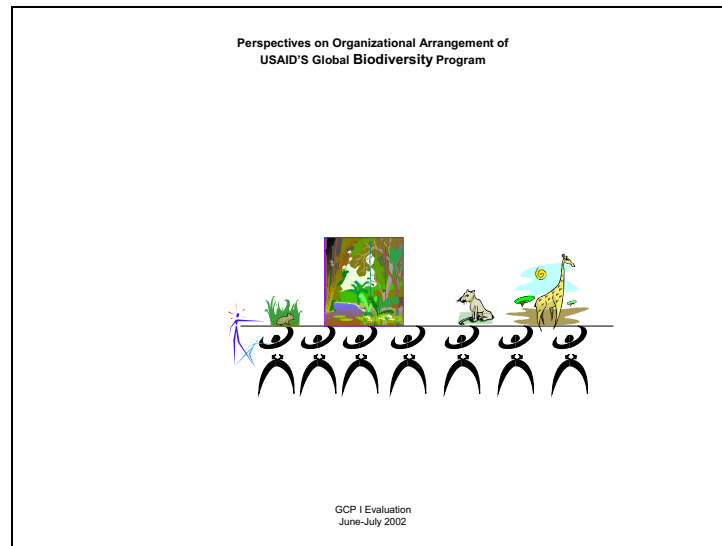 Perspectives on Organizational Arrangement of
USAID'S Global Biodiversity Program
GCP I Evaluation
June-July 2002